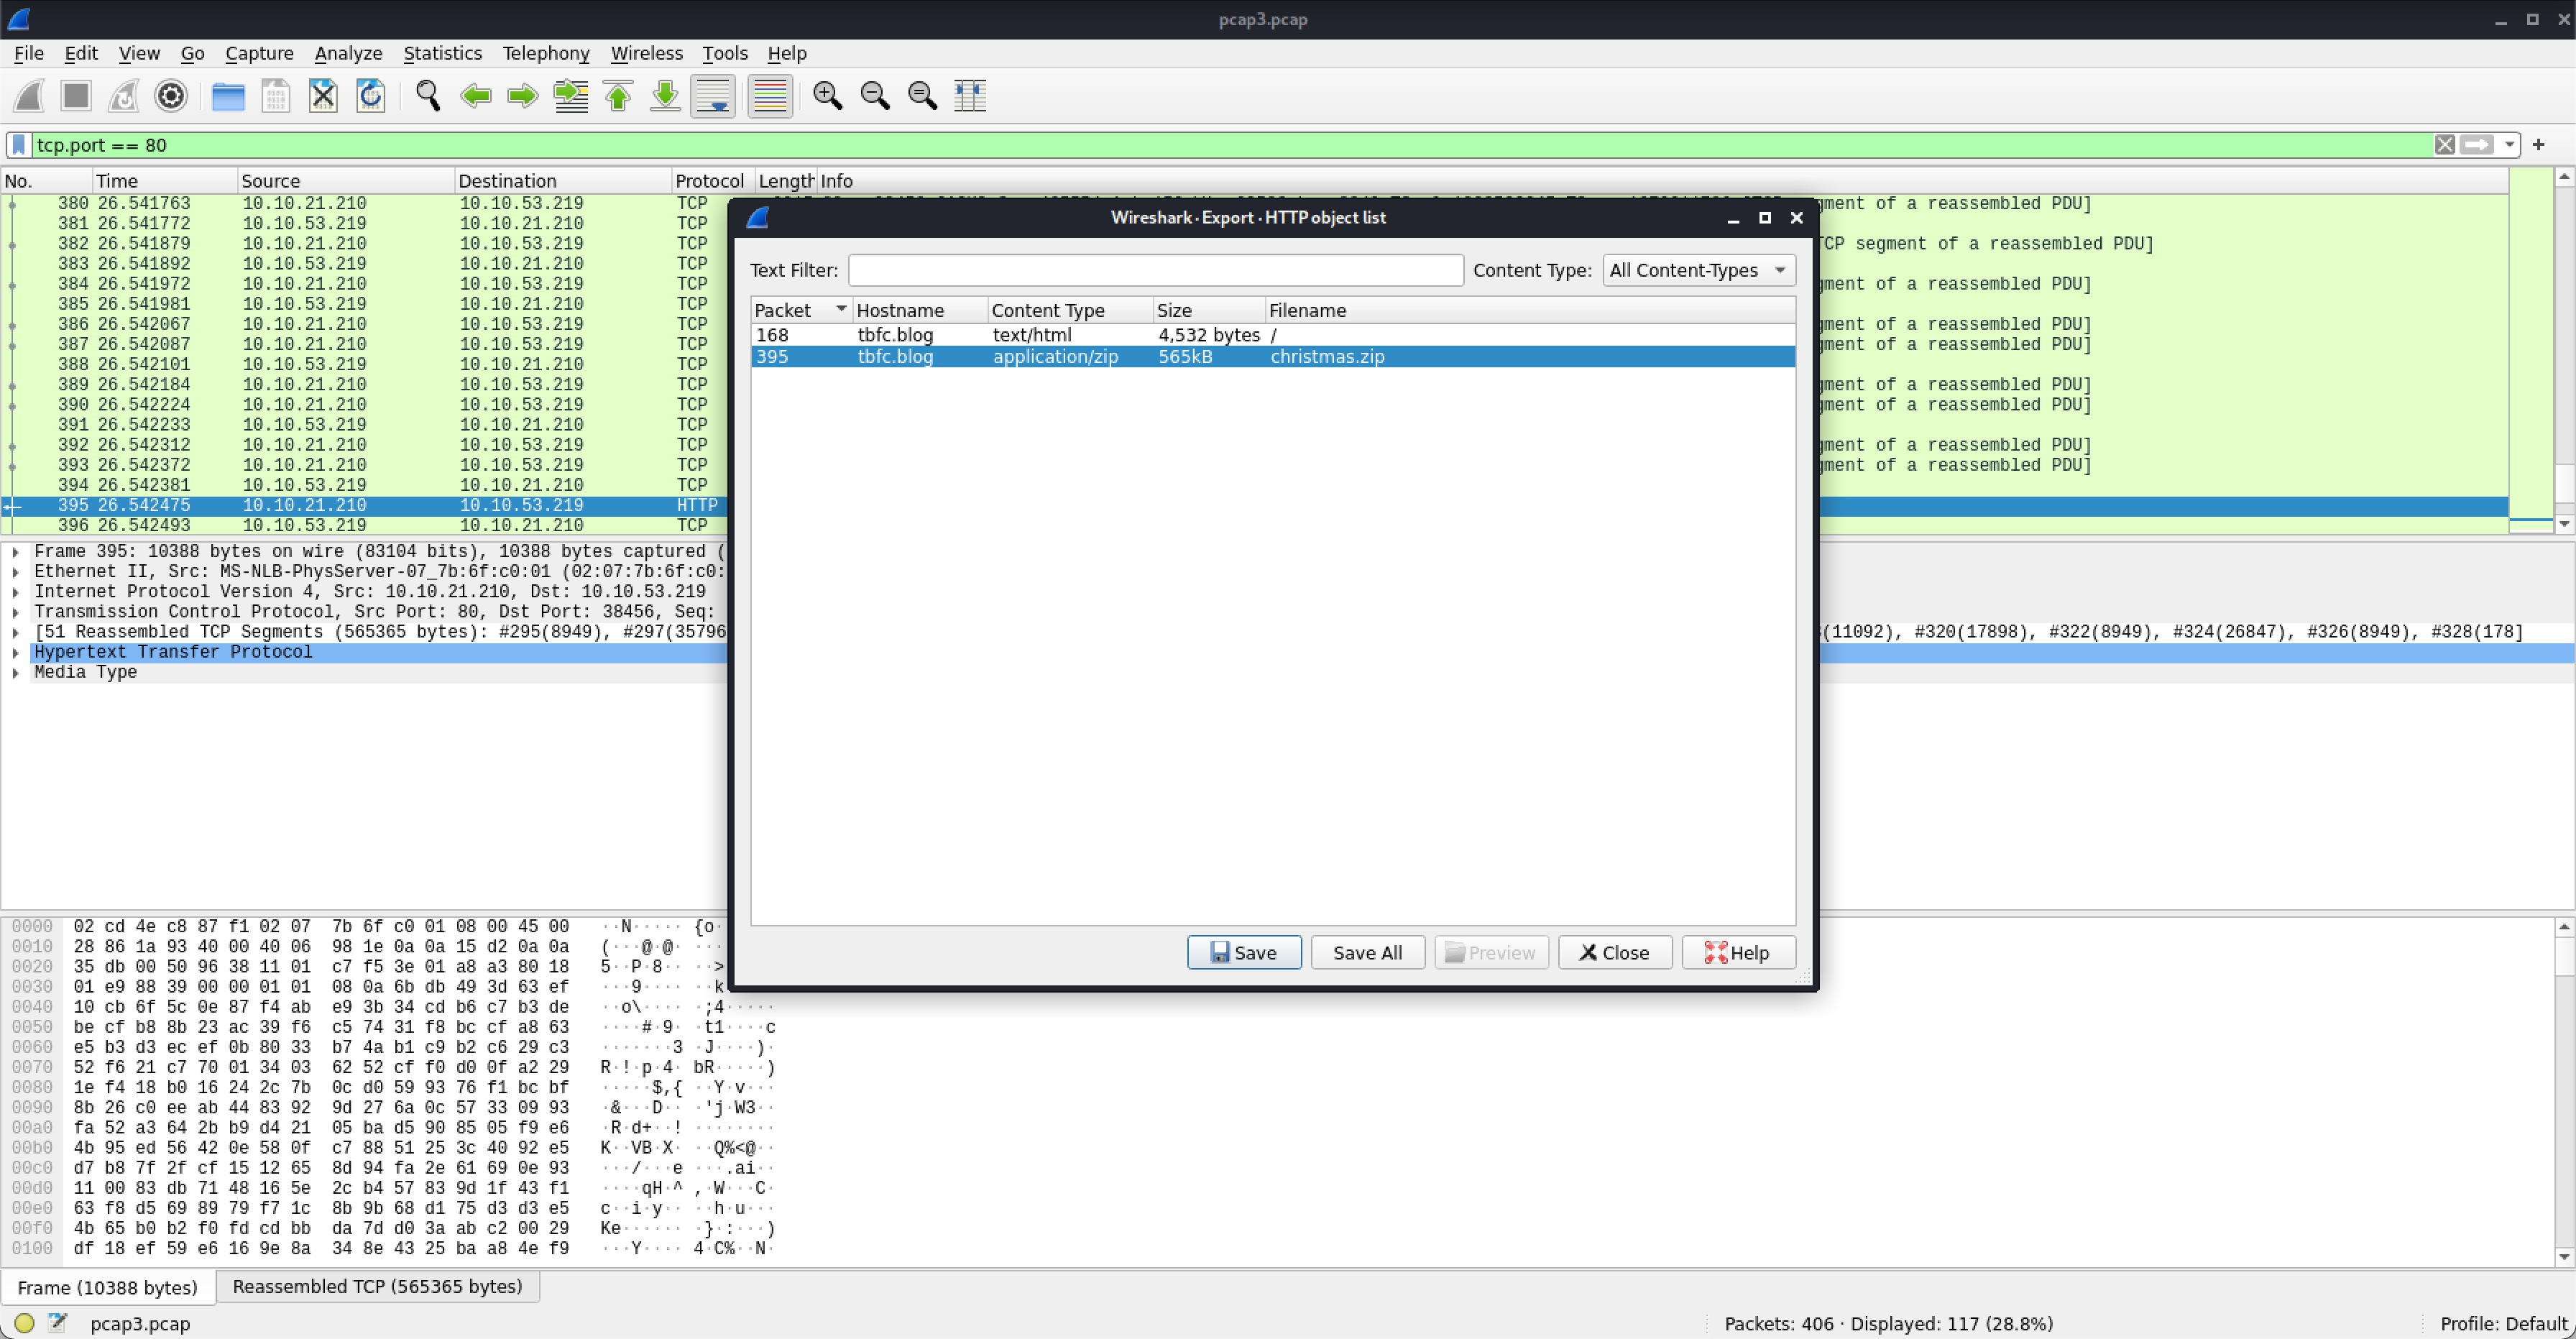 pcap3.pcap
File Edit View Go Capture Analyze Statistics Telephony Wireless Tools Help
tcp.port == 80
No. Time Source Destination Protocol Length Info
380 26.541763 10.10.21.210 10.10.53.219 TCP gment of a reassembled PDU]
381 26.541772 10.10.53.219 10.10.21.210 TCP
382 26.541879 10.10.21.210 10.10.53.219 TCP TCP segment of a reassembled PDU]
383 26.541892 10.10.53.219 10.10.21.210 TCP
384 26.541972 10.10.21.210 10.10.53.219 TCP gment of a reassembled PDU]
385 26.541981 10.10.53.219 10.10.21.210 TCP
386 26.542067 10.10.21.210 10.10.53.219 TCP gment of a reassembled PDU]
387 26.542087 10.10.21.210 10.10.53.219 TCP gment of a reassembled PDU]
388 26.542101 10.10.53.219 10.10.21.210 TCP
389 26.542184 10.10.21.210 10.10.53.219 TCP gment of a reassembled PDU]
390 26.542224 10.10.21.210 10.10.53.219 TCP gment of a reassembled PDU]
391 26.542233 10.10.53.219 10.10.21.210 TCP
392 26.542312 10.10.21.210 10.10.53.219 TCP gment of a reassembled PDU]
393 26.542372 10.10.21.210 10.10.53.219 TCP gment of a reassembled PDU]
394 26.542381 10.10.53.219 10.10.21.210 TCP
395 26.542475 10.10.21.210 10.10.53.219 HTTP
396 26.542493 10.10.53.219 10.10.21.210 TCP
Wireshark · Export · HTTP object list
Text Filter: Content Type: All Content-Types
Packet Hostname Content Type Size Filename
168 tbfc.blog text/html 4,532 bytes /
395 tbfc.blog application/zip 565kB christmas.zip
Save Save All Preview Close Help
Frame 395: 10388 bytes on wire (83104 bits), 10388 bytes captured (
Ethernet II, Src: MS-NLB-PhysServer-07_7b:6f:c0:01 (02:07:7b:6f:c0:
Internet Protocol Version 4, Src: 10.10.21.210, Dst: 10.10.53.219
Transmission Control Protocol, Src Port: 80, Dst Port: 38456, Seq:
[51 Reassembled TCP Segments (565365 bytes): #295(8949), #297(35796 (11092), #320(17898), #322(8949), #324(26847), #326(8949), #328(178]
Hypertext Transfer Protocol
Media Type
0000 02 cd 4e c8 87 f1 02 07 7b 6f c0 01 08 00 45 00 ··N····· {o·
0010 28 86 1a 93 40 00 40 06 98 1e 0a 0a 15 d2 0a 0a (···@·@· ···
0020 35 db 00 50 96 38 11 01 c7 f5 3e 01 a8 a3 80 18 5··P·8·· ··>
0030 01 e9 88 39 00 00 01 01 08 0a 6b db 49 3d 63 ef ···9···· ··k
0040 10 cb 6f 5c 0e 87 f4 ab e9 3b 34 cd b6 c7 b3 de ··o\···· ·;4·····
0050 be cf b8 8b 23 ac 39 f6 c5 74 31 f8 bc cf a8 63 ····#·9· ·t1····c
0060 e5 b3 d3 ec ef 0b 80 33 b7 4a b1 c9 b2 c6 29 c3 ·······3 ·J····)·
0070 52 f6 21 c7 70 01 34 03 62 52 cf f0 d0 0f a2 29 R·!·p·4· bR·····)
0080 1e f4 18 b0 16 24 2c 7b 0c d0 59 93 76 f1 bc bf ·····$,{ ··Y·v···
0090 8b 26 c0 ee ab 44 83 92 9d 27 6a 0c 57 33 09 93 ·&···D·· ·'j·W3··
00a0 fa 52 a3 64 2b b9 d4 21 05 ba d5 90 85 05 f9 e6 ·R·d+··! ········
00b0 4b 95 ed 56 42 0e 58 0f c7 88 51 25 3c 40 92 e5 K··VB·X· ··Q%<@··
00c0 d7 b8 7f 2f cf 15 12 65 8d 94 fa 2e 61 69 0e 93 ···/···e ···.ai··
00d0 11 00 83 db 71 48 16 5e 2c b4 57 83 9d 1f 43 f1 ····qH·^ ,·W···C·
00e0 63 f8 d5 69 89 79 f7 1c 8b 9b 68 d1 75 d3 d3 e5 c··i·y·· ··h·u···
00f0 4b 65 b0 b2 f0 fd cd bb da 7d d0 3a ab c2 00 29 Ke······ ·}·:···)
0100 df 18 ef 59 e6 16 9e 8a 34 8e 43 25 ba a8 4e f9 ···Y···· 4·C%··N·
Frame (10388 bytes) Reassembled TCP (565365 bytes)
pcap3.pcap Packets: 406 · Displayed: 117 (28.8%) Profile: Default